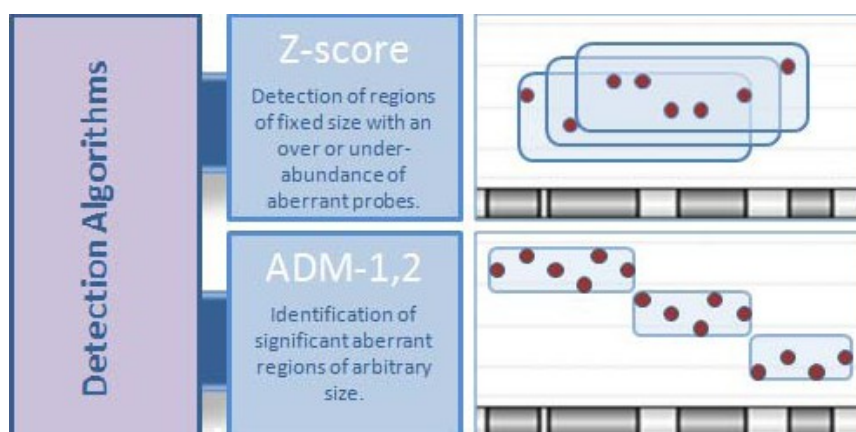 Detection Algorithms
Z-score
Detection of regions
of fixed size with an
over or under-
abundance of
aberrant probes.
ADM-1,2
Identification of
significant aberrant
regions of arbitrary
size.